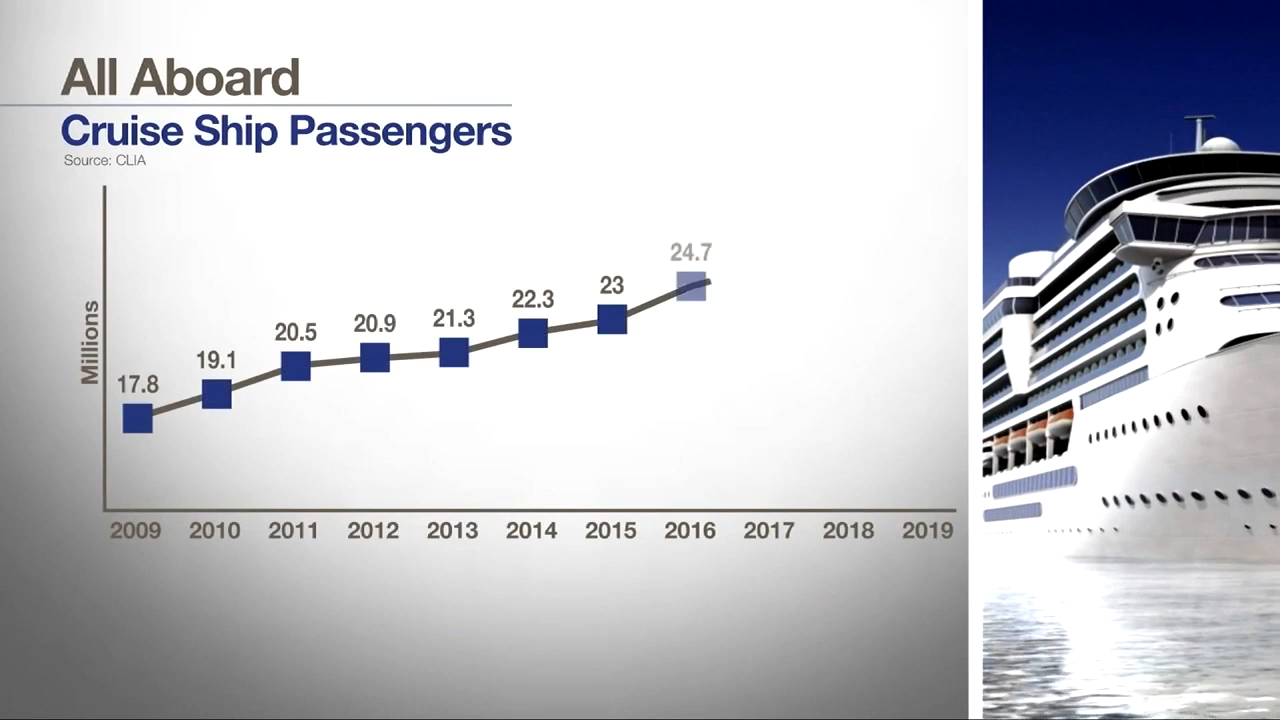 All Aboard
Cruise Ship Passengers
Source: CLIA
Millions
17.8
19.1
20.5
20.9
21.3
22.3
23
24.7
2009 2010 2011 2012 2013 2014 2015 2016 2017 2018 2019